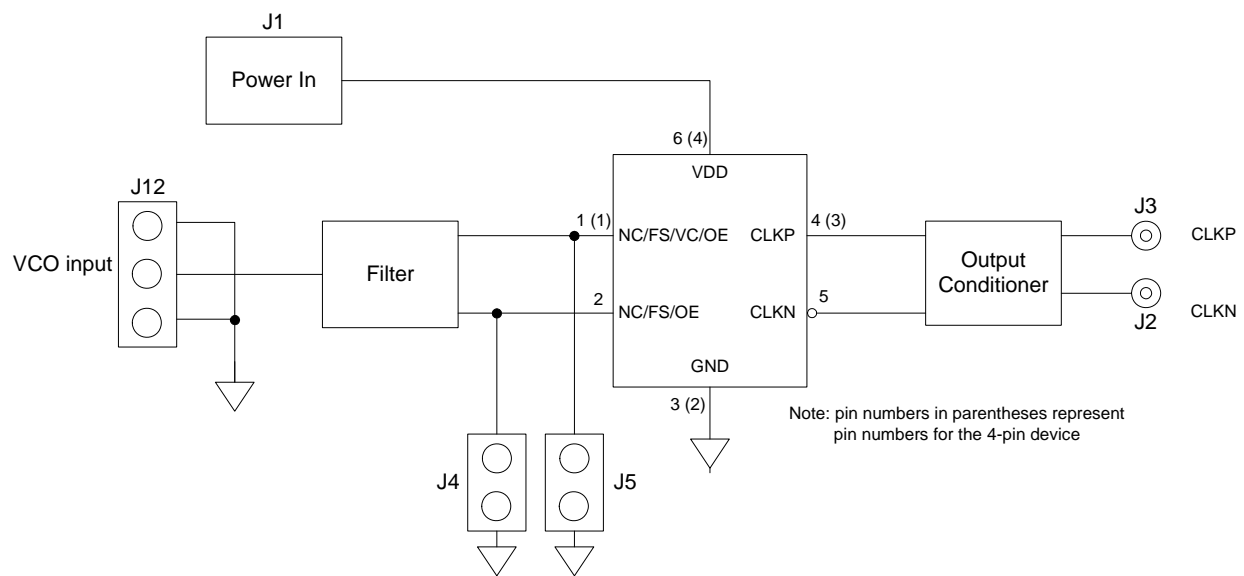 J1
Power In
6 (4)
VDD
J12
VCO input
Filter
1 (1)
NC/FS/VC/OE
CLKP
4 (3)
2
NC/FS/OE
CLKN
5
GND
3 (2)
Output
Conditioner
J3
CLKP
J2
CLKN
Note: pin numbers in parentheses represent
pin numbers for the 4-pin device
J4
J5